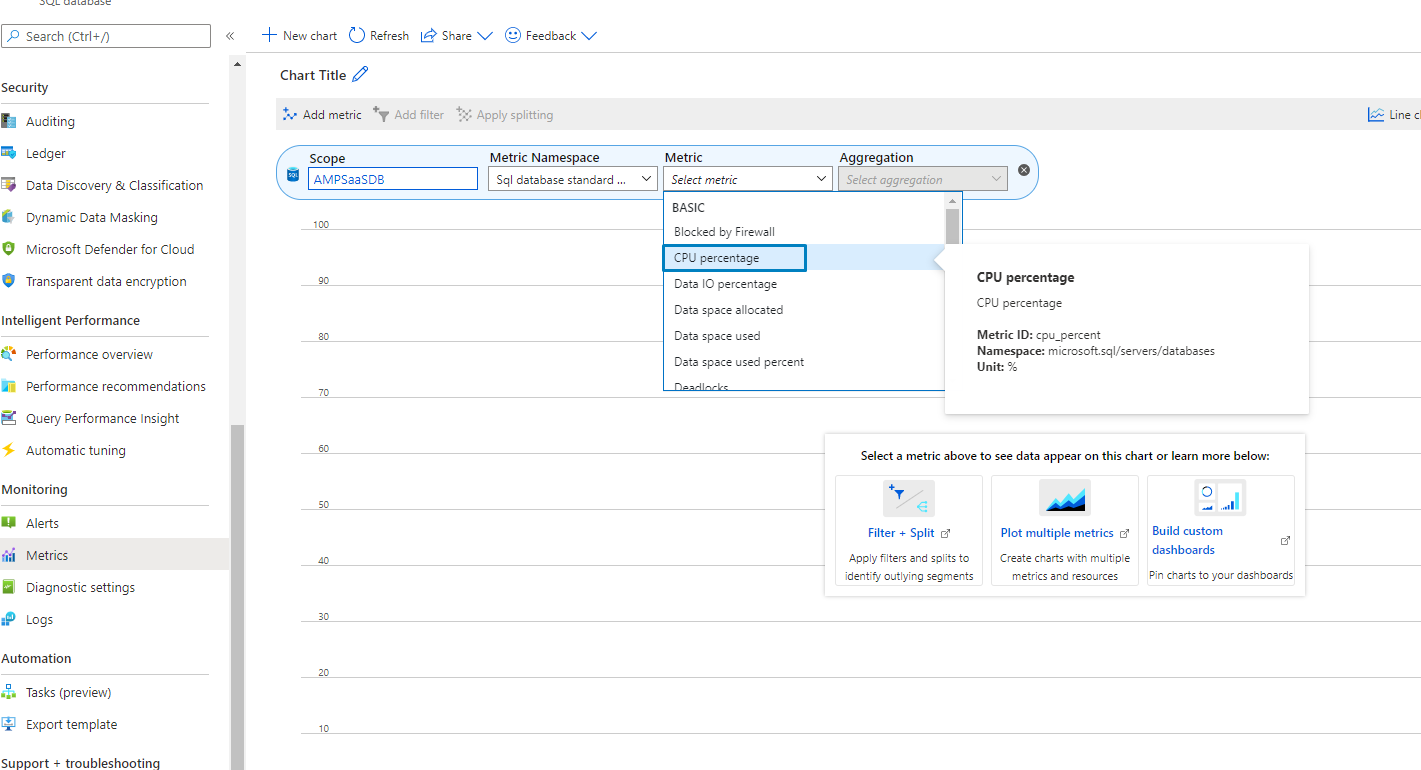 SQL database
Search (Ctrl+/)
«
New chart
Refresh
Share
Feedback
Security
Auditing
Ledger
Data Discovery & Classification
Dynamic Data Masking
Microsoft Defender for Cloud
Transparent data encryption
Intelligent Performance
Performance overview
Performance recommendations
Query Performance Insight
Automatic tuning
Monitoring
Alerts
Metrics
Diagnostic settings
Logs
Automation
Tasks (preview)
Export template
Support + troubleshooting
Chart Title
Add metric
Add filter
Apply splitting
Line c
Scope
Metric Namespace
Metric
Aggregation
SQL
AMPSaaSDB
Sql database standard ...
Select metric
Select aggregation
BASIC
Blocked by Firewall
CPU percentage
Data IO percentage
Data space allocated
Data space used
Data space used percent
Deadlocks
CPU percentage
CPU percentage
Metric ID: cpu_percent
Namespace: microsoft.sql/servers/databases
Unit: %
100
90
80
70
60
50
40
30
20
10
Select a metric above to see data appear on this chart or learn more below:
Filter + Split
Apply filters and splits to
identify outlying segments
Plot multiple metrics
Create charts with multiple
metrics and resources
Build custom
dashboards
Pin charts to your dashboards